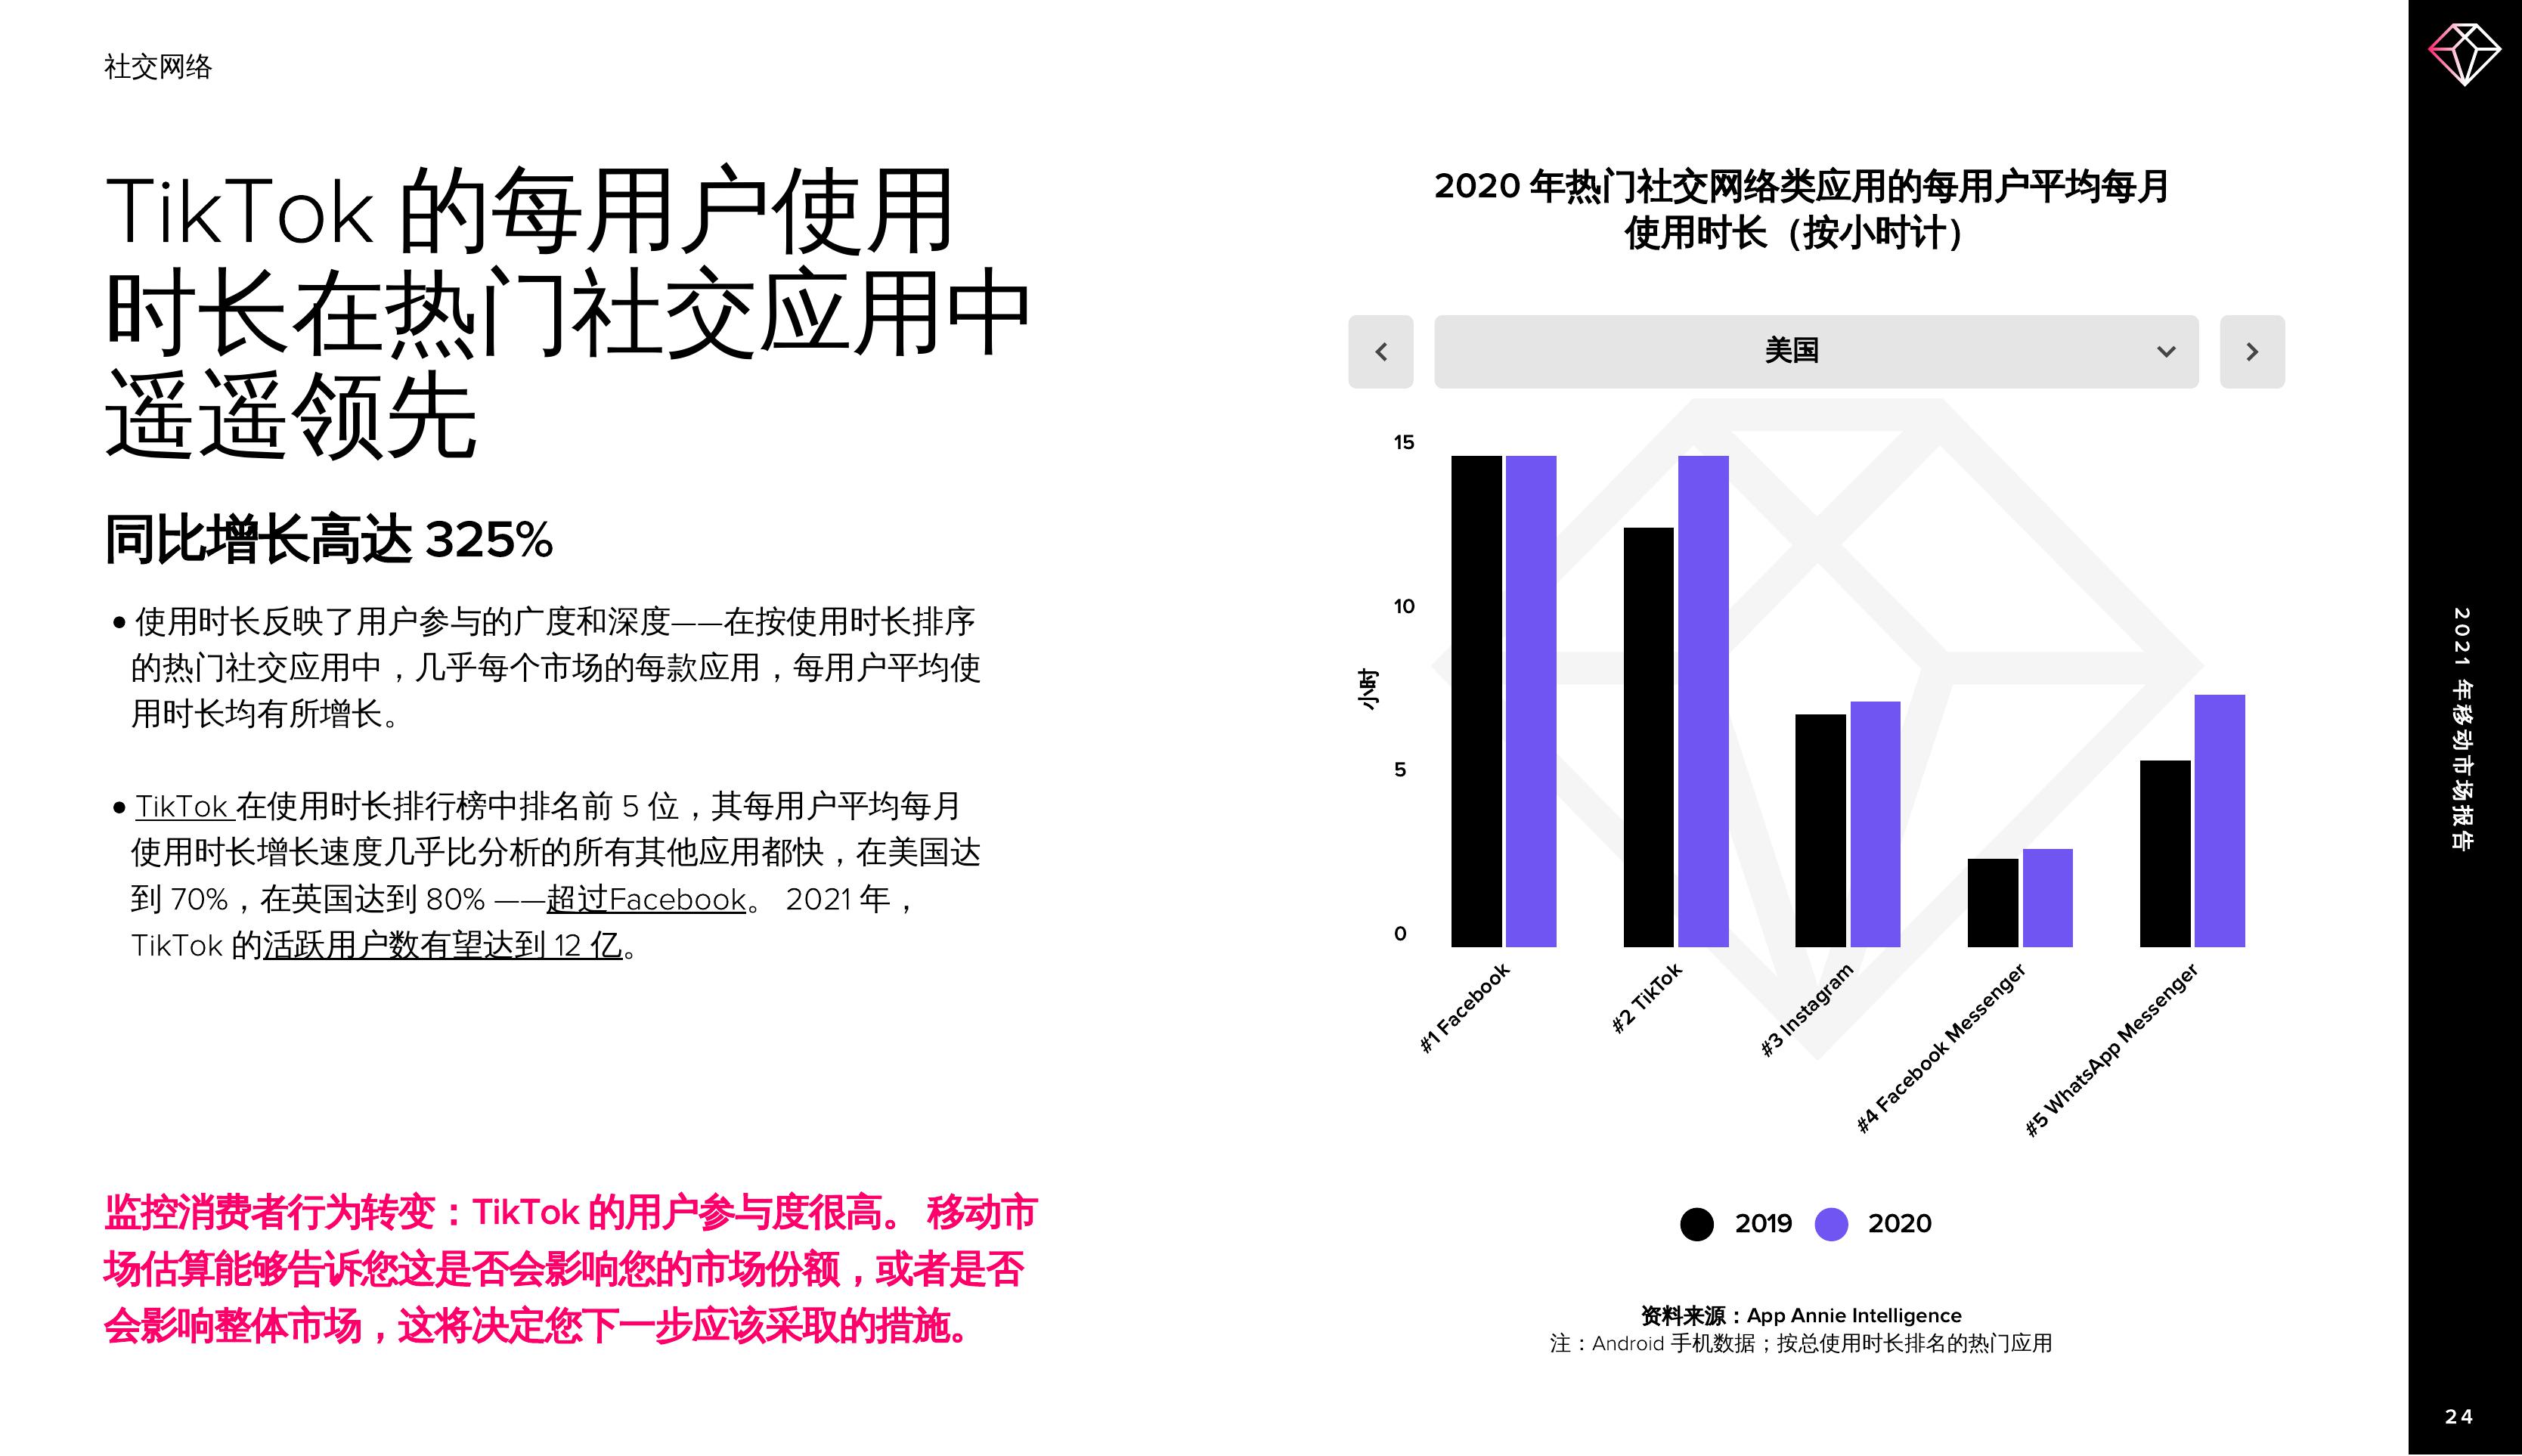 社交网络
TikTok 的每用户使用
时长在热门社交应用中
遥遥领先
同比增长高达 325%
• 使用时长反映了用户参与的广度和深度——在按使用时长排序
的热门社交应用中，几乎每个市场的每款应用，每用户平均使
用时长均有所增长。
• TikTok 在使用时长排行榜中排名前 5 位，其每用户平均每月
使用时长增长速度几乎比分析的所有其他应用都快，在美国达
到 70%，在英国达到 80% ——超过Facebook。 2021 年，
TikTok 的活跃用户数有望达到 12 亿。
监控消费者行为转变：TikTok 的用户参与度很高。 移动市
场估算能够告诉您这是否会影响您的市场份额，或者是否
会影响整体市场，这将决定您下一步应该采取的措施。
2020 年热门社交网络类应用的每用户平均每月
使用时长（按小时计）
美国
15
10
5
0
小时
#1 Facebook
#2 TikTok
#3 Instagram
#4 Facebook Messenger
#5 WhatsApp Messenger
2019
2020
资料来源：App Annie Intelligence
注：Android 手机数据；按总使用时长排名的热门应用
2021 年移动市场报告
24